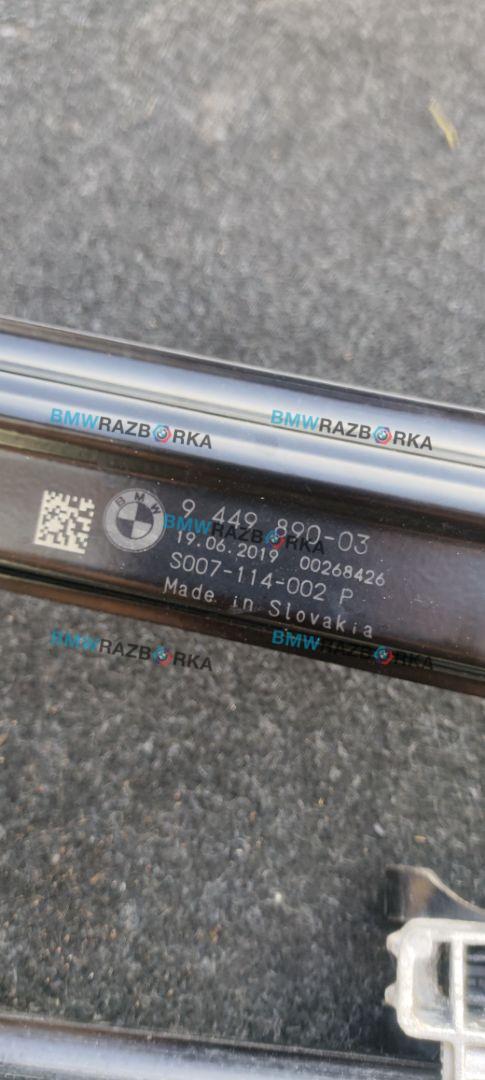 BMWRAZBORKA BMWRAZBORKA
BMW
9 449 890-03
BMWRAZBORKA
19.06.2019 00268426
S007-114-002 P
Made in Slovakia
BMWRAZBORKA BMWRAZBORKA